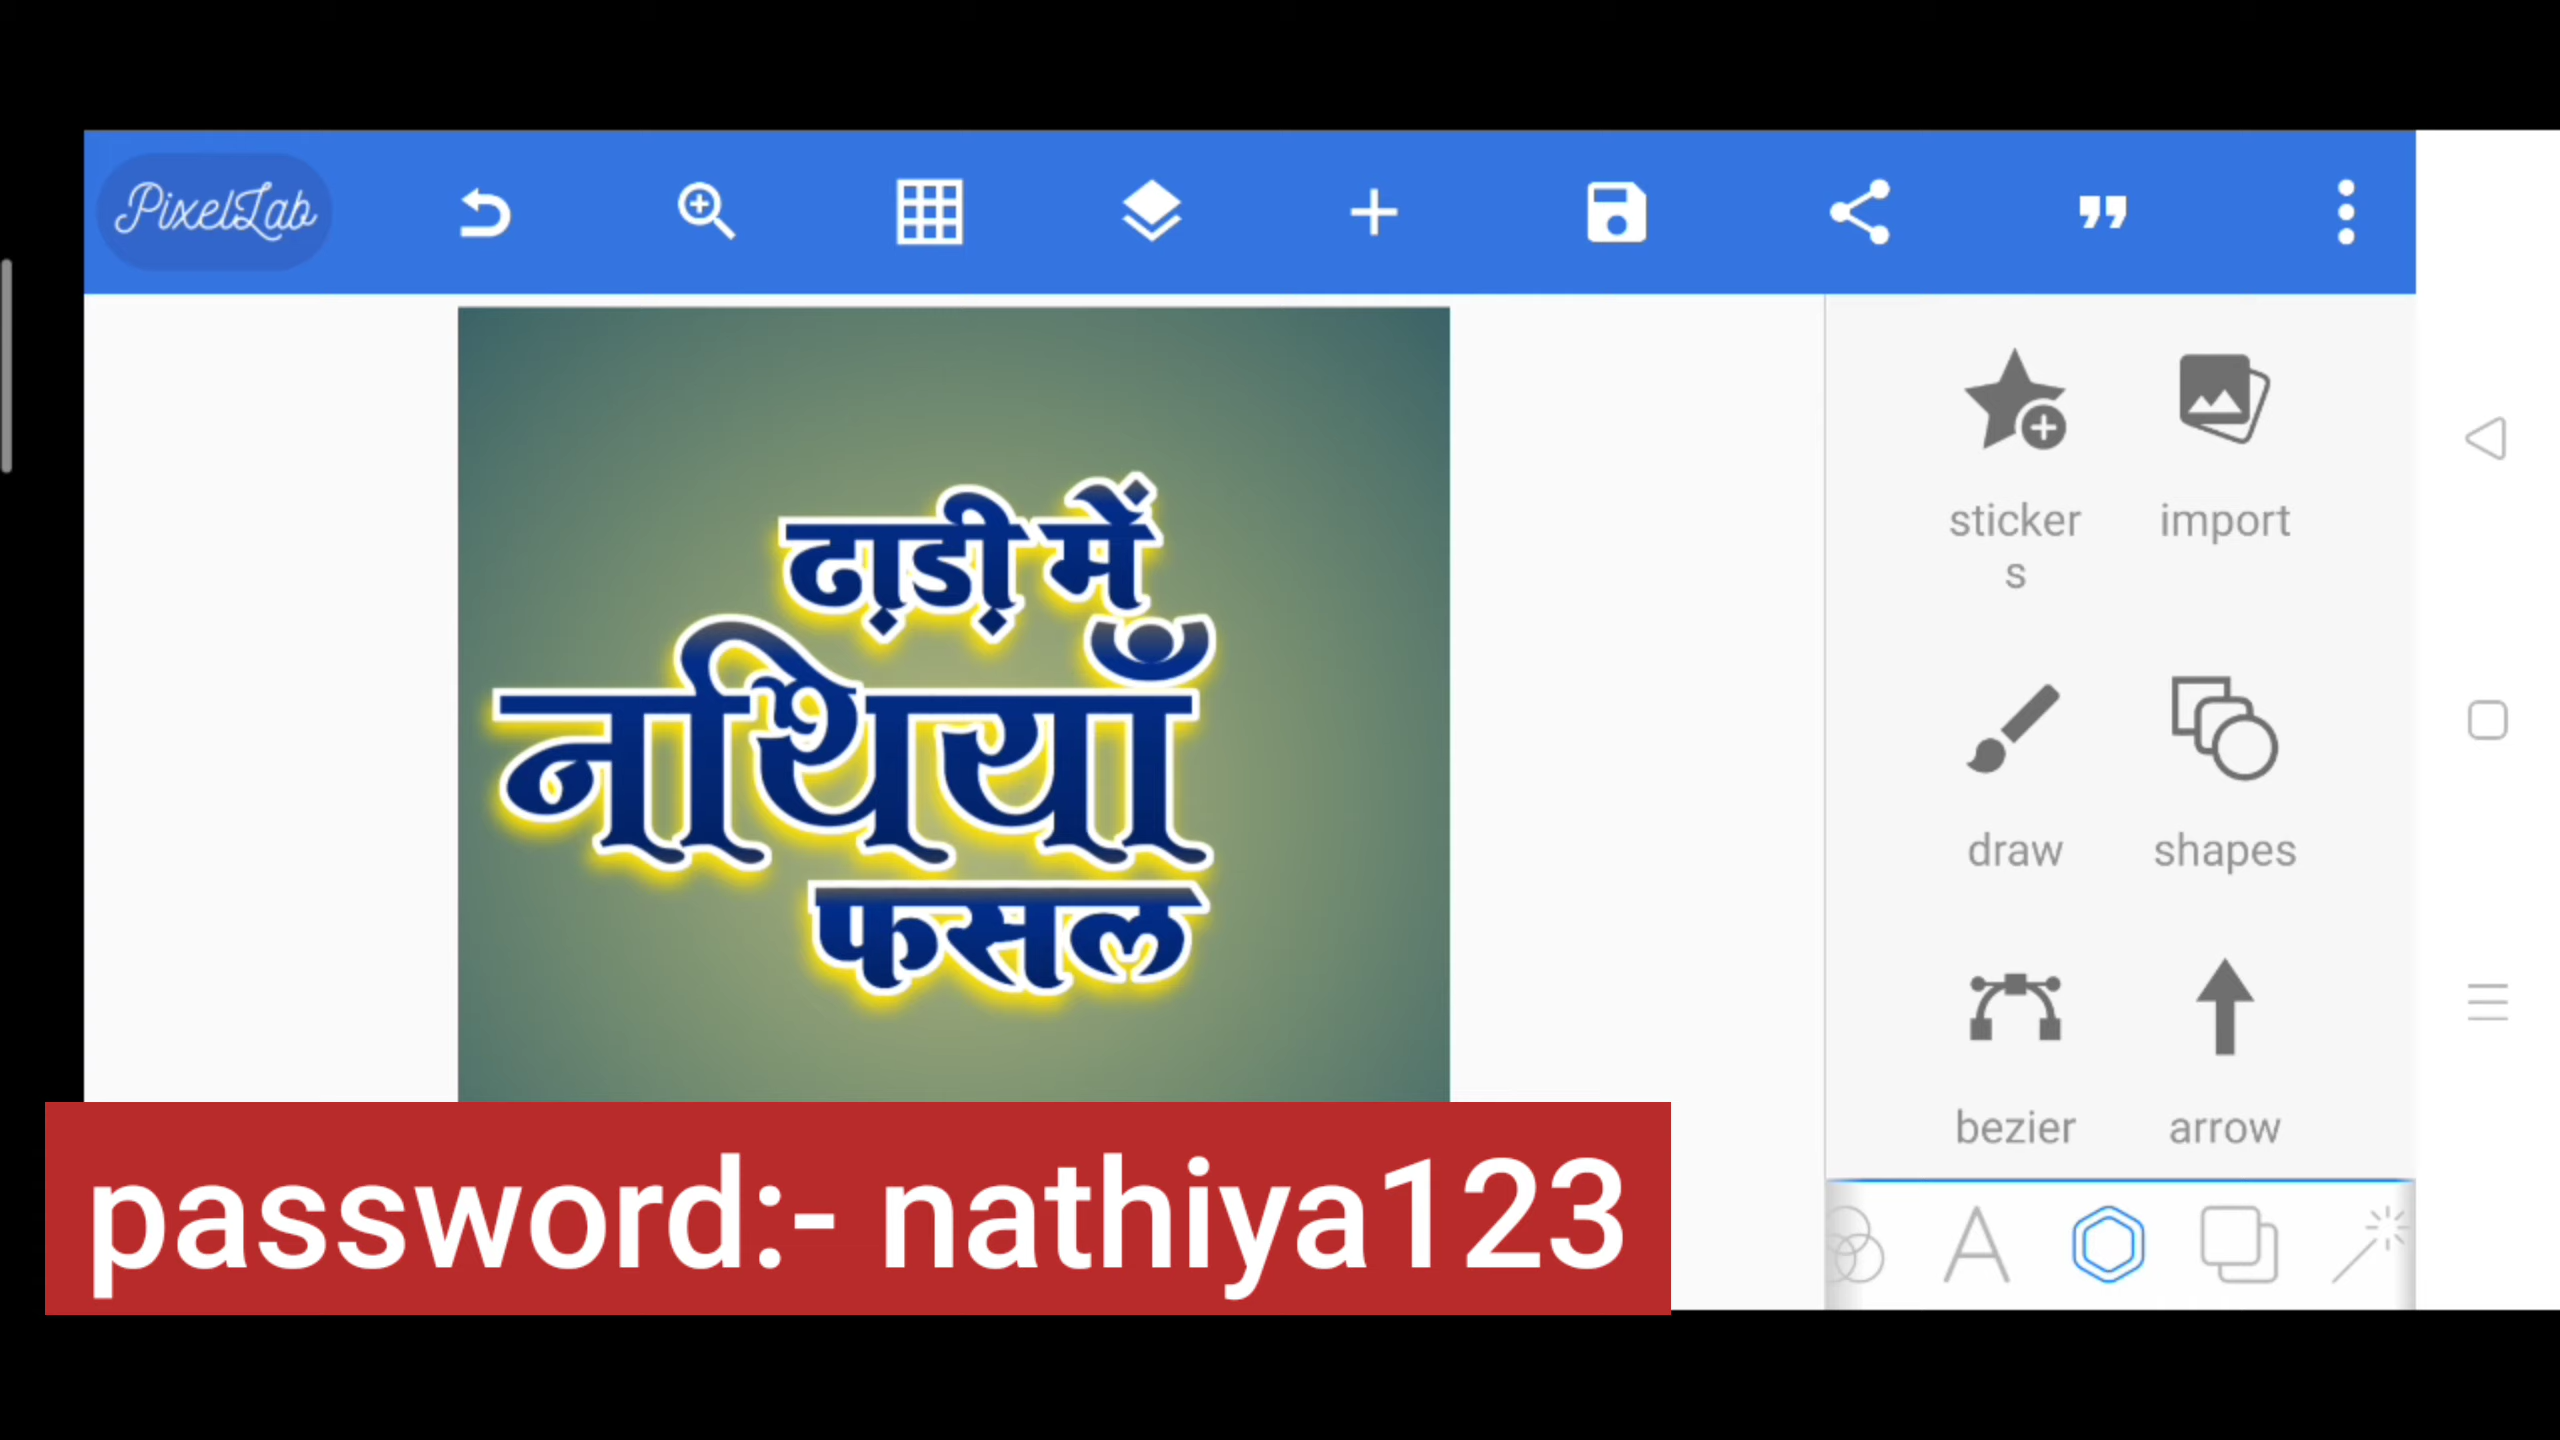 PixelLab
ढा़डी़ में
नथियाँ
फसल
sticker
s
import
draw
shapes
bezier
arrow
password:- nathiya123